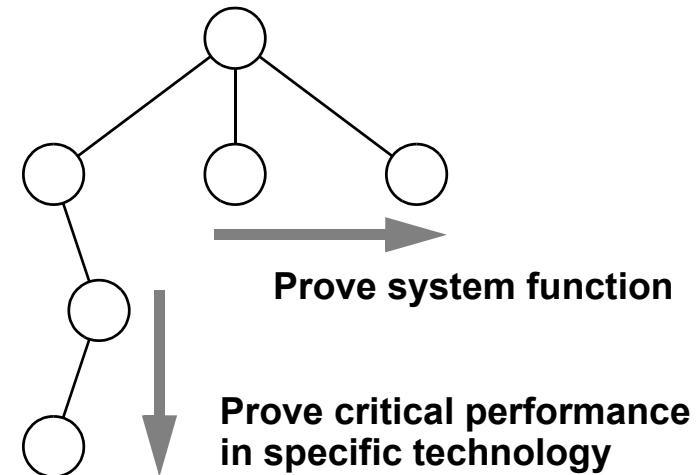 Prove system function
Prove critical performance
in specific technology